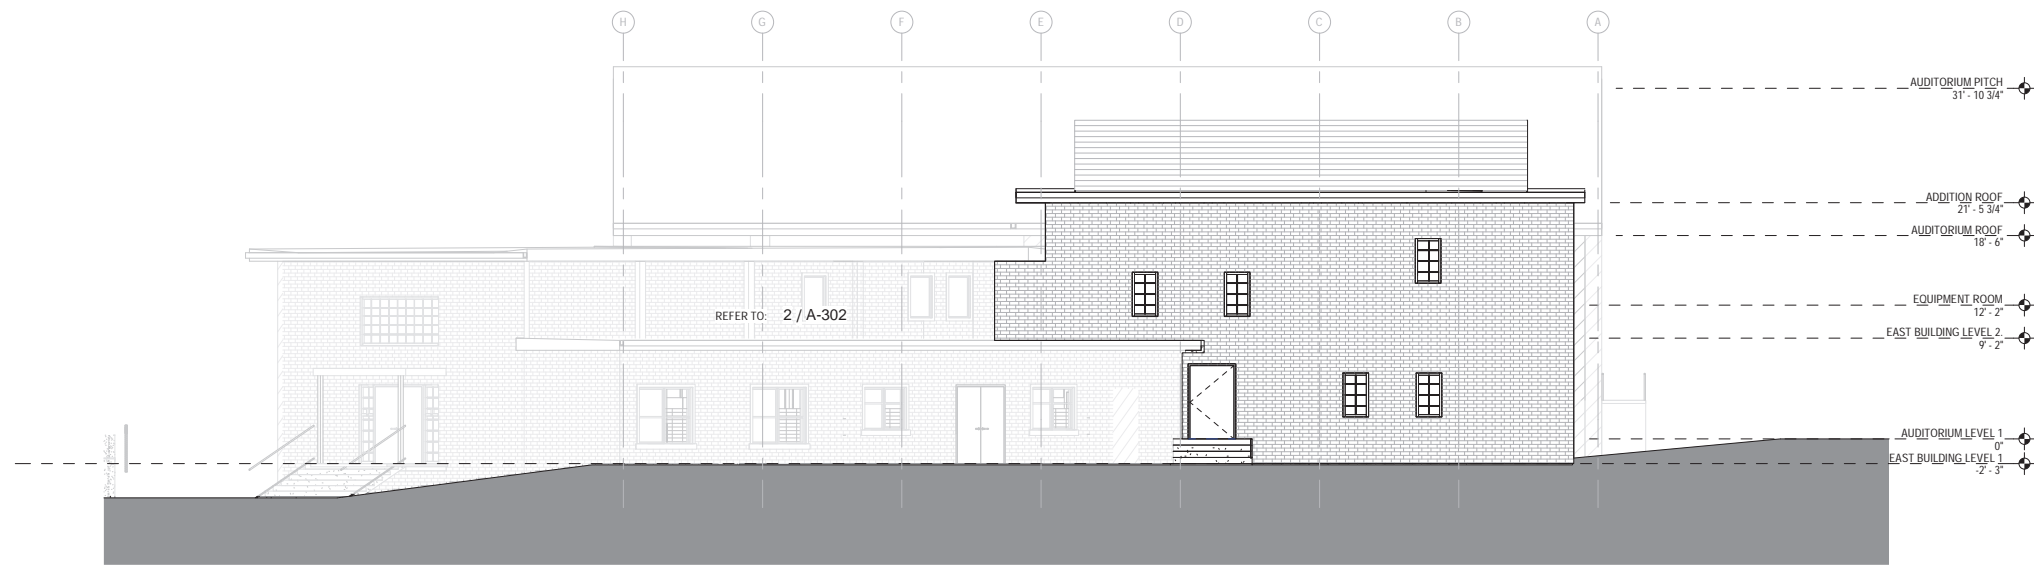 H G F E D C B A
AUDITORIUM PITCH
31' - 10 3/4"
ADDITION ROOF
21' - 5 3/4"
AUDITORIUM ROOF
18' - 6"
EQUIPMENT ROOM
12' - 2"
REFER TO: 2 / A-302
EAST BUILDING LEVEL 2.
9' - 2"
AUDITORIUM LEVEL 1
0"
EAST BUILDING LEVEL 1
-2' - 3"